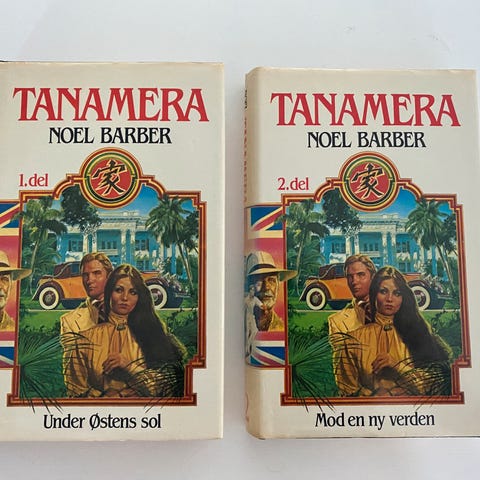 TANAMERA
NOEL BARBER
1. del
家
Under Østens sol
TANAMERA
NOEL BARBER
2. del
家
Mod en ny verden